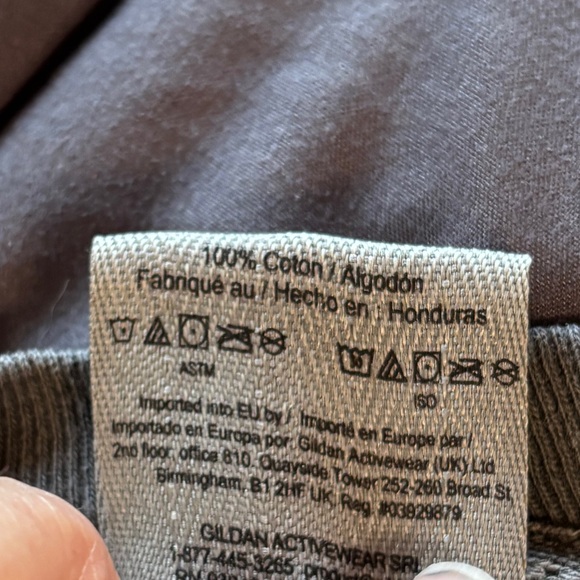 100% Coton / Algodón
Fabriqué au / Hecho en : Honduras
ASTM
ISO
Imported into EU by / Importé en Europe par /
Importado en Europa por: Gildan Activewear (UK) Ltd.
2nd floor, office 810, Quayside Tower 252-260 Broad St.
Birmingham, B1 2HF UK, Reg. #03929879
GILDAN ACTIVEWEAR SRL
1-877-445-3265
RN